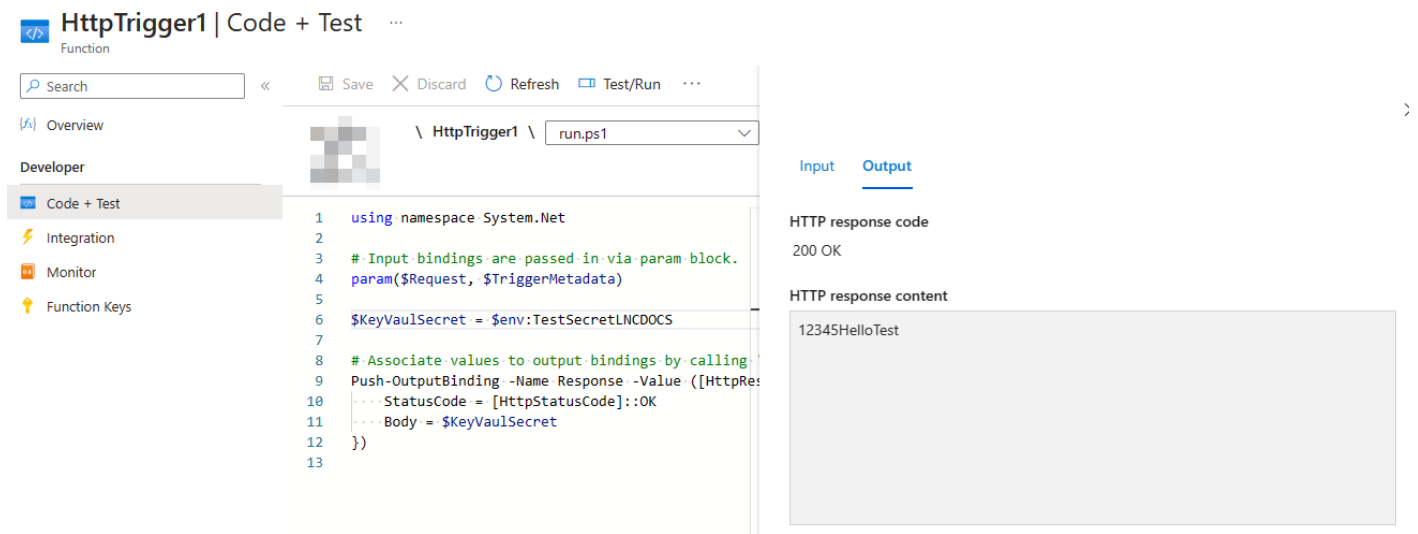 HttpTrigger1 | Code + Test ...
Function
Search «
Overview
Developer
Code + Test
Integration
Monitor
Function Keys
Save Discard Refresh Test/Run ...
\ HttpTrigger1 \ run.ps1
1 using namespace System.Net
2
3 # Input bindings are passed in via param block.
4 param($Request, $TriggerMetadata)
5
6 $KeyVaulSecret = $env:TestSecretLNCDOCS
7
8 # Associate values to output bindings by calling
9 Push-OutputBinding -Name Response -Value ([HttpRes
10 StatusCode = [HttpStatusCode]::OK
11 Body = $KeyVaulSecret
12 })
13
Input Output
HTTP response code
200 OK
HTTP response content
12345HelloTest